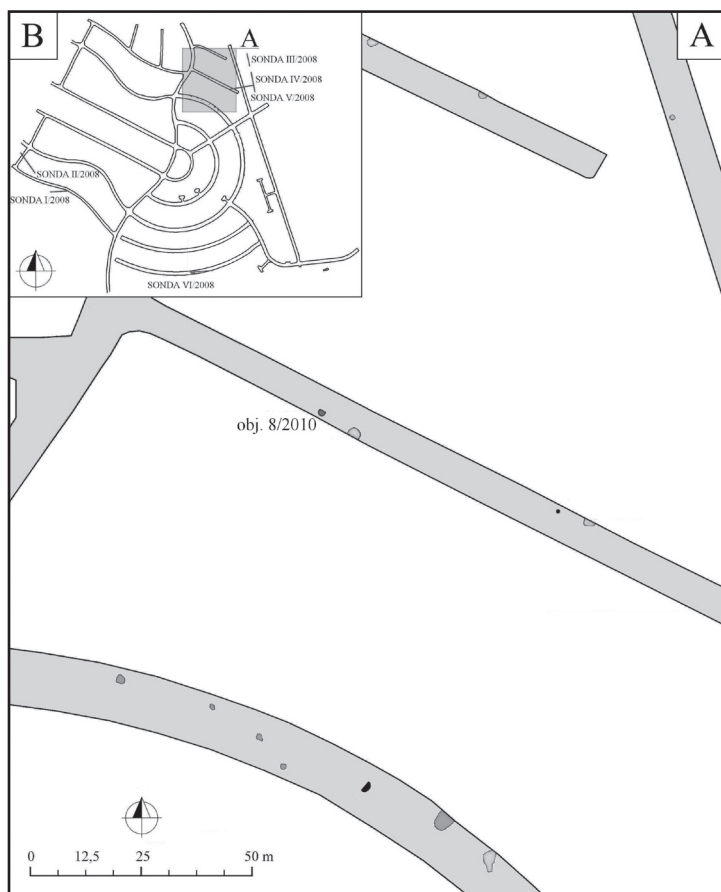 B
A
SONDA III/2008
SONDA IV/2008
SONDA V/2008
SONDA II/2008
SONDA I/2008
SONDA VI/2008
A
obj. 8/2010
0 12,5 25 50 m